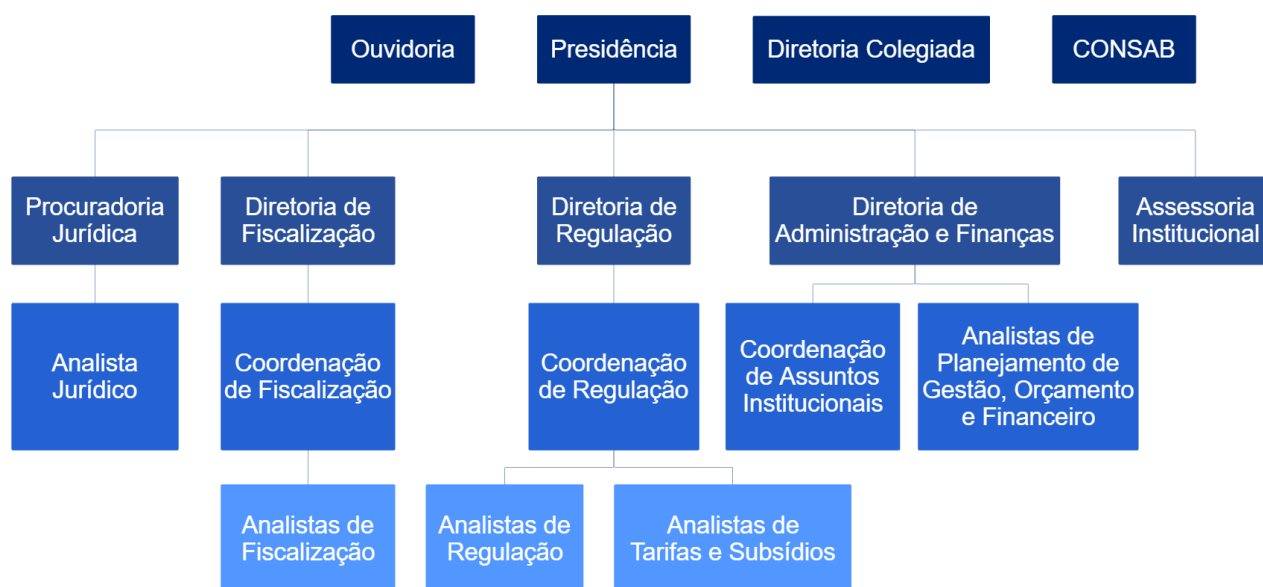 Ouvidoria
Presidência
Diretoria Colegiada
CONSAB
Procuradoria
Jurídica
Diretoria de
Fiscalização
Diretoria de
Regulação
Diretoria de
Administração e Finanças
Assessoria
Institucional
Analista
Jurídico
Coordenação
de Fiscalização
Coordenação
de Regulação
Coordenação
de Assuntos
Institucionais
Analistas de
Planejamento de
Gestão, Orçamento
e Financeiro
Analistas de
Fiscalização
Analistas de
Regulação
Analistas de
Tarifas e Subsídios